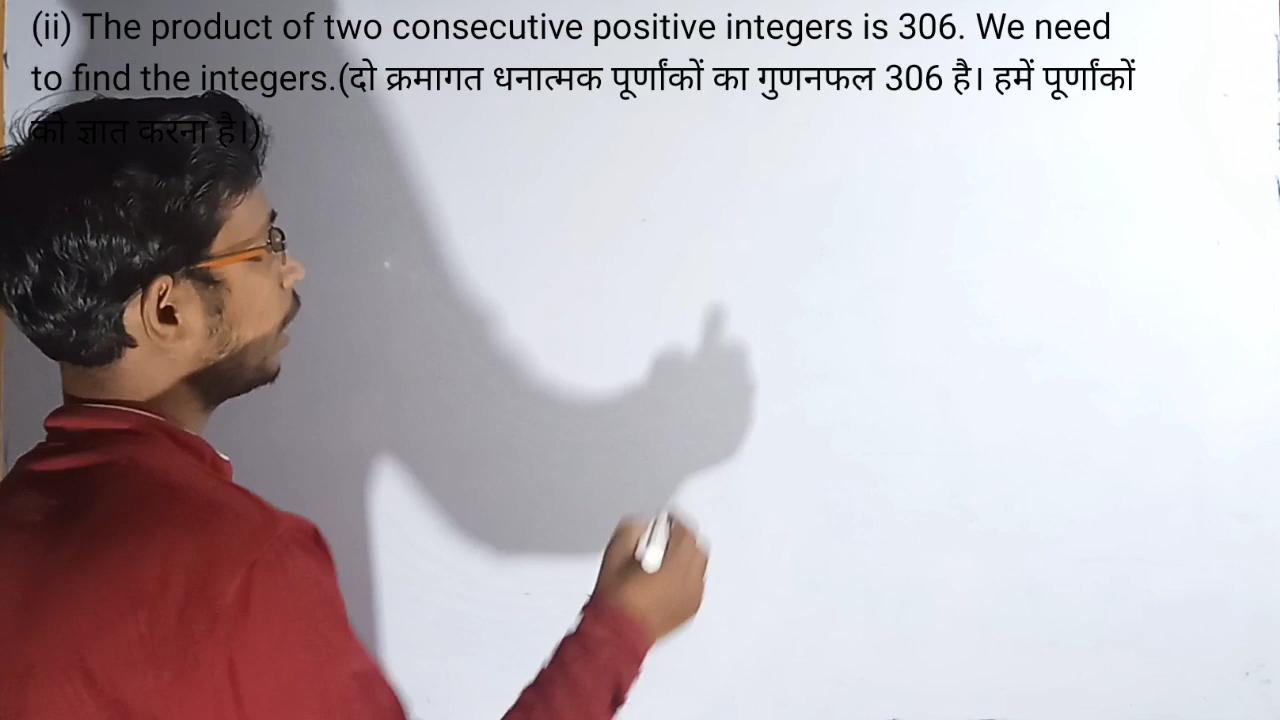 (ii) The product of two consecutive positive integers is 306. We need
to find the integers.(दो क्रमागत धनात्मक पूर्णांकों का गुणनफल 306 है। हमें पूर्णांकों
को ज्ञात करना है।)